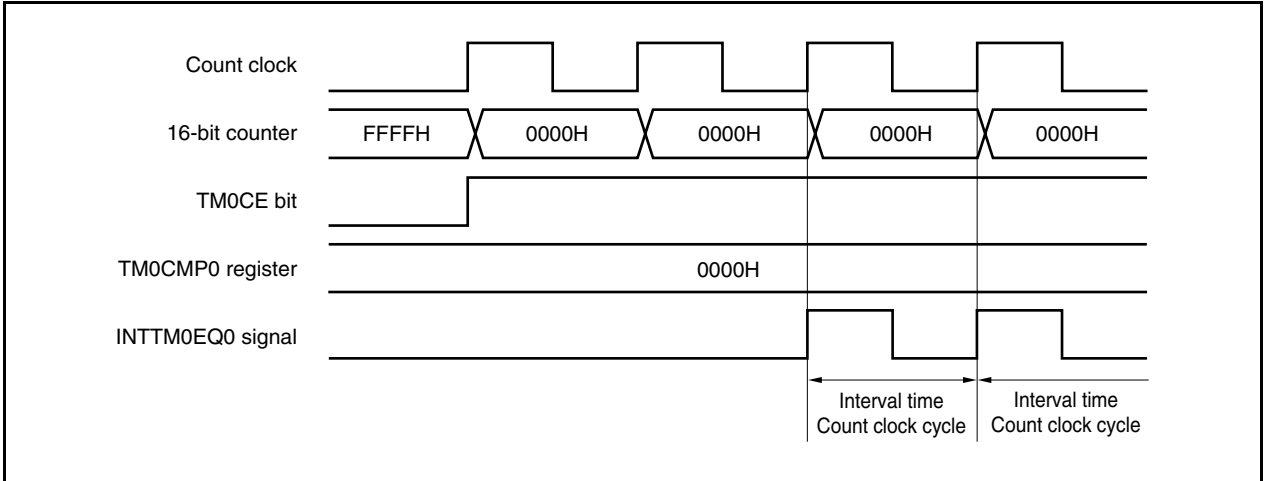 Count clock
16-bit counter
FFFFH
0000H
0000H
0000H
0000H
TM0CE bit
TM0CMP0 register
0000H
INTTM0EQ0 signal
Interval time
Count clock cycle
Interval time
Count clock cycle